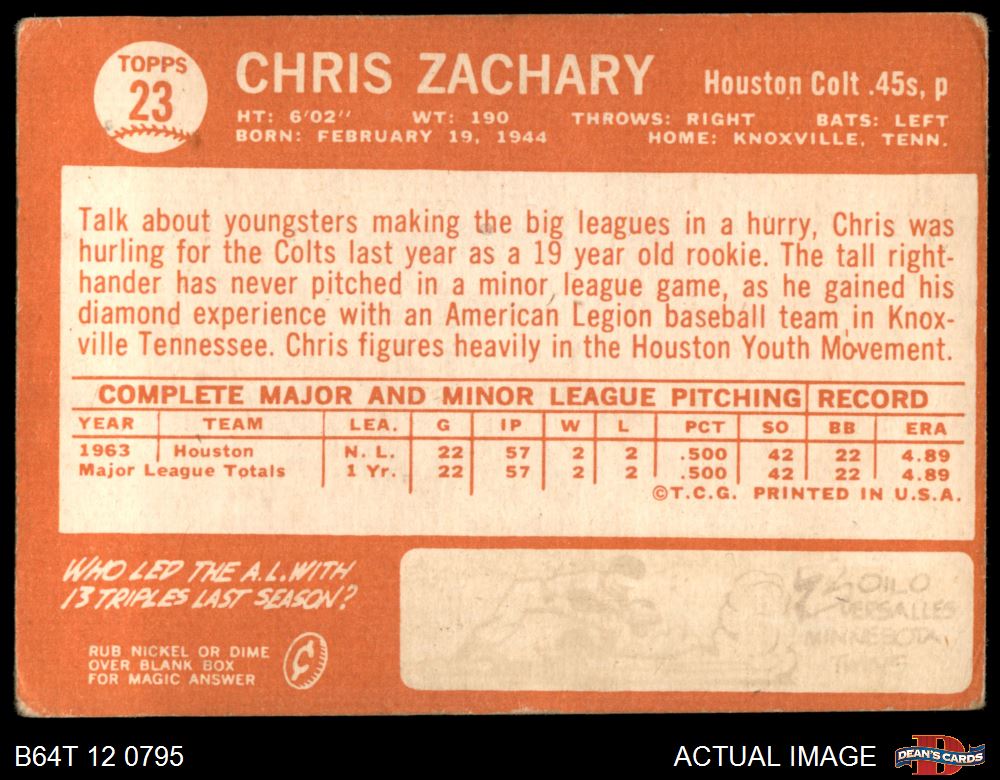 TOPPS
23
CHRIS ZACHARY
Houston Colt .45s, p
HT: 6'02" WT: 190 THROWS: RIGHT BATS: LEFT
BORN: FEBRUARY 19, 1944 HOME: KNOXVILLE, TENN.
Talk about youngsters making the big leagues in a hurry, Chris was
hurling for the Colts last year as a 19 year old rookie. The tall right-
hander has never pitched in a minor league game, as he gained his
diamond experience with an American Legion baseball team in Knox-
ville Tennessee. Chris figures heavily in the Houston Youth Movement.
COMPLETE MAJOR AND MINOR LEAGUE PITCHING RECORD
YEAR TEAM LEA. G IP W L PCT SO BB ERA
1963 Houston N. L. 22 57 2 2 .500 42 22 4.89
Major League Totals 1 Yr. 22 57 2 2 .500 42 22 4.89
©T.C.G. PRINTED IN U.S.A.
WHO LED THE A.L. WITH
13 TRIPLES LAST SEASON?
RUB NICKEL OR DIME
OVER BLANK BOX
FOR MAGIC ANSWER
¢
ZOILO
VERSALLES
MINNESOTA
TWINS
B64T 12 0795
ACTUAL IMAGE
DEAN'S CARDS